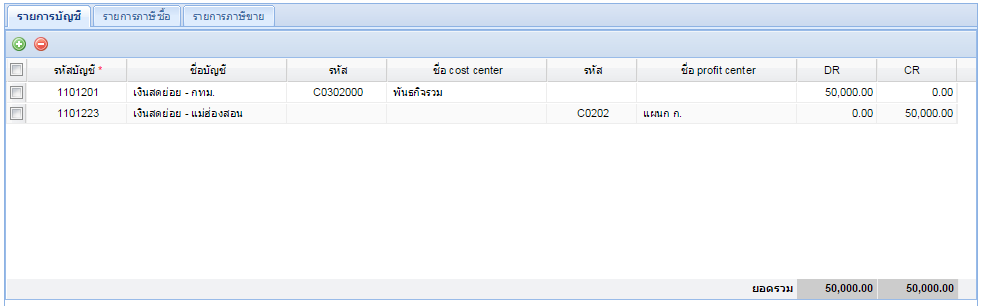 รายการบัญชี รายการภาษีซื้อ รายการภาษีขาย
รหัสบัญชี * ชื่อบัญชี รหัส ชื่อ cost center รหัส ชื่อ profit center DR CR
1101201 เงินสดย่อย - กทม. C0302000 พันธกิจรวม 50,000.00 0.00
1101223 เงินสดย่อย - แม่ฮ่องสอน C0202 แผนก ก. 0.00 50,000.00
ยอดรวม 50,000.00 50,000.00